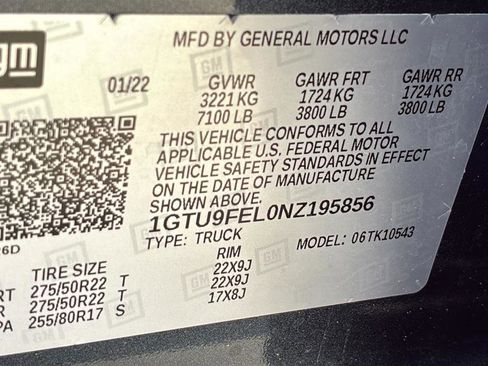 gm
MFD BY GENERAL MOTORS LLC
01/22 GVWR GAWR FRT GAWR RR
3221 KG 1724 KG 1724 KG
7100 LB 3800 LB 3800 LB
THIS VEHICLE CONFORMS TO ALL
APPLICABLE U.S. FEDERAL MOTOR
VEHICLE SAFETY STANDARDS IN EFFECT
ON THE DATE OF MANUFACTURE
SHOWN ABOVE.
1GTU9FEL0NZ195856
6D TYPE: TRUCK MODEL: 06TK10543
TIRE SIZE RIM
RT 275/50R22 T 22X9J
275/50R22 T 22X9J
PA 255/80R17 S 17X8J